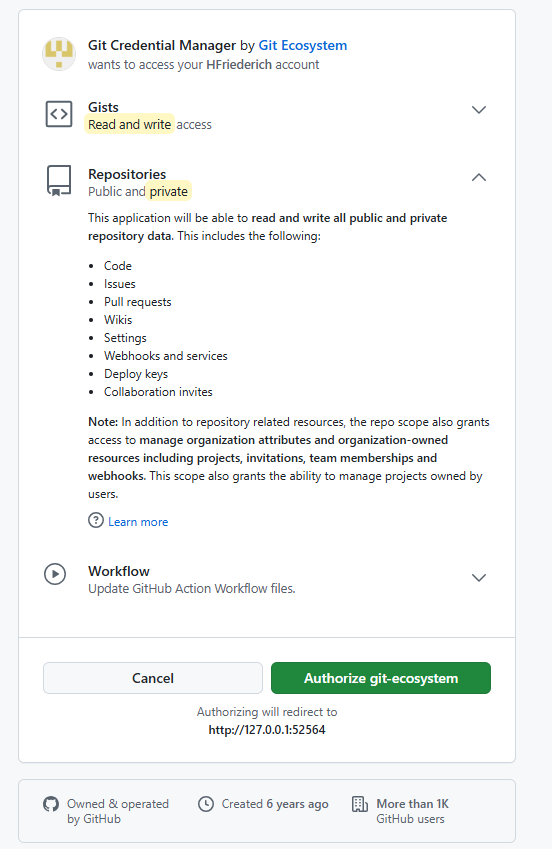 Git Credential Manager by Git Ecosystem
wants to access your HFriederich account
Gists
Read and write access
Repositories
Public and private
This application will be able to read and write all public and private
repository data. This includes the following:
• Code
• Issues
• Pull requests
• Wikis
• Settings
• Webhooks and services
• Deploy keys
• Collaboration invites
Note: In addition to repository related resources, the repo scope also grants
access to manage organization attributes and organization-owned
resources including projects, invitations, team memberships and
webhooks. This scope also grants the ability to manage projects owned by
users.
Learn more
Workflow
Update GitHub Action Workflow files.
Cancel
Authorize git-ecosystem
Authorizing will redirect to
http://127.0.0.1:52564
Owned & operated
by GitHub
Created 6 years ago
More than 1K
GitHub users